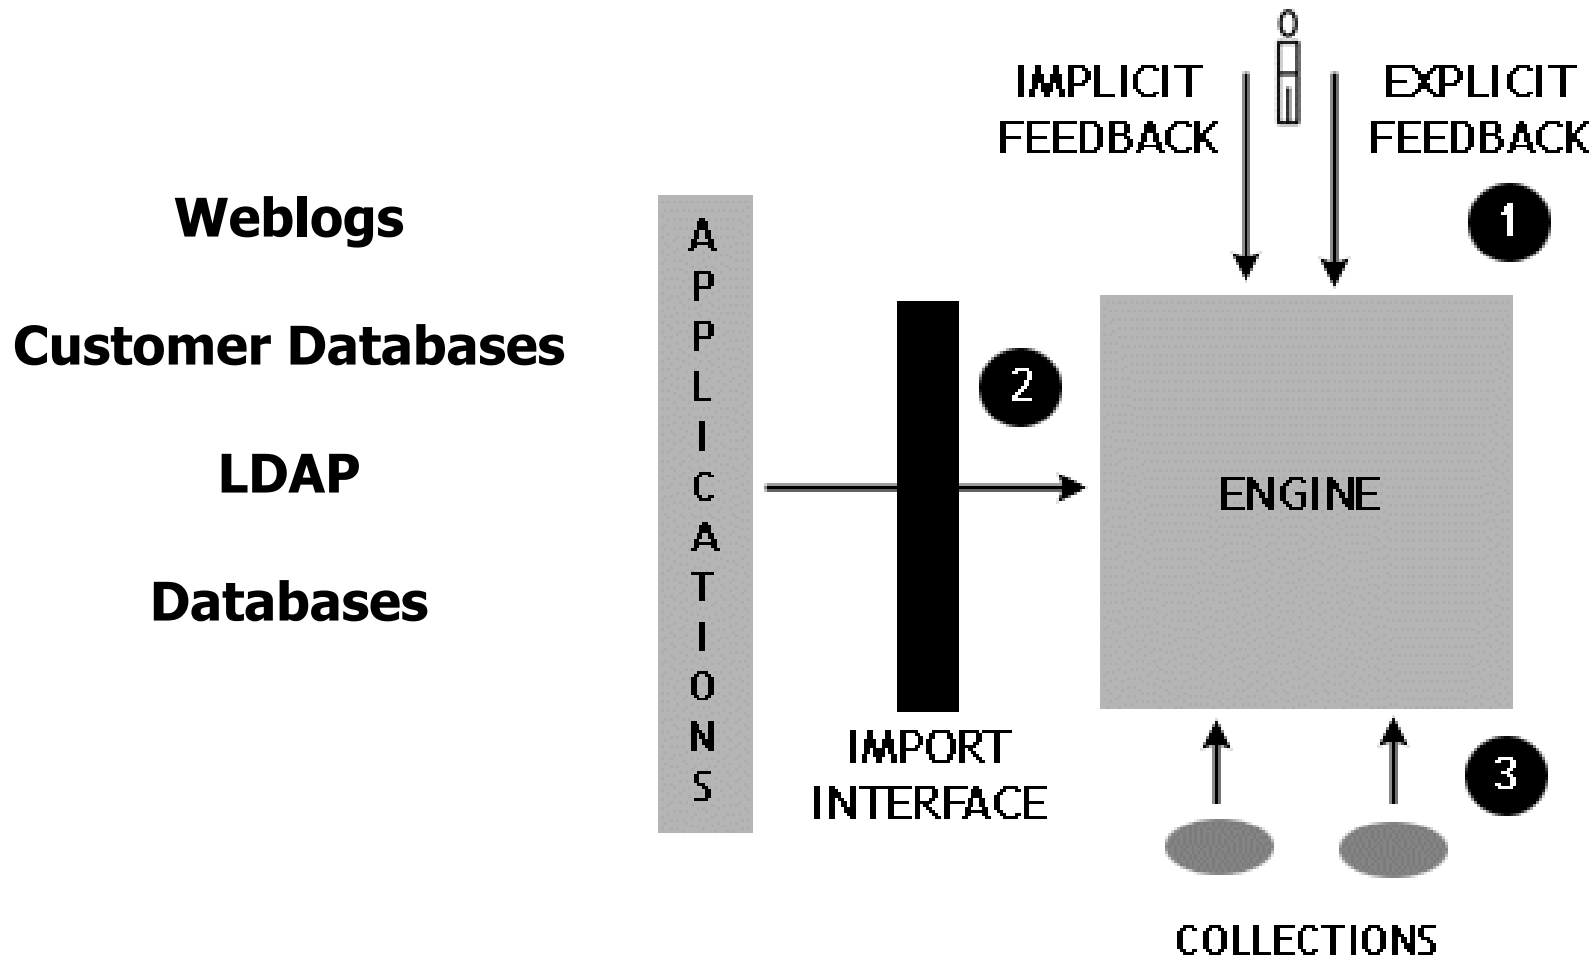 Weblogs
Customer Databases
LDAP
Databases
APPLICATIONS
IMPORT
INTERFACE
2
IMPLICIT
FEEDBACK
EXPLICIT
FEEDBACK
1
ENGINE
3
COLLECTIONS